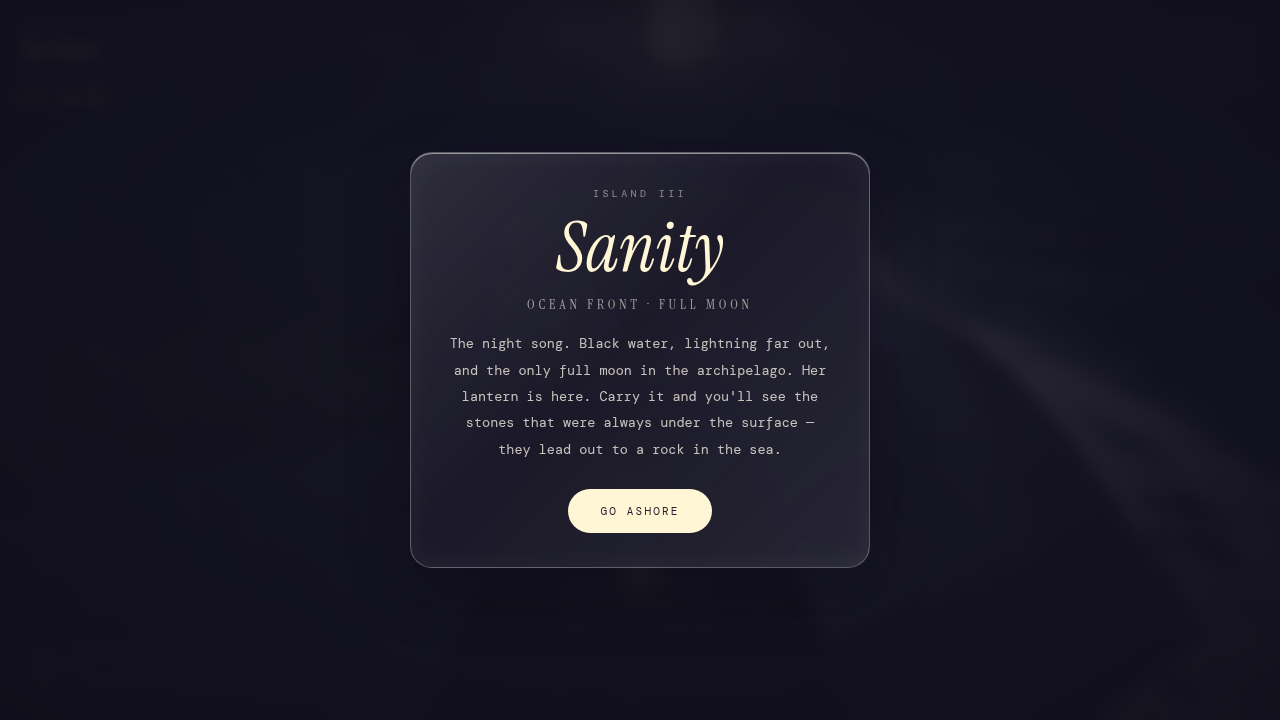 ISLAND III
Sanity
OCEAN FRONT · FULL MOON
The night song. Black water, lightning far out,
and the only full moon in the archipelago. Her
lantern is here. Carry it and you'll see the
stones that were always under the surface —
they lead out to a rock in the sea.
GO ASHORE